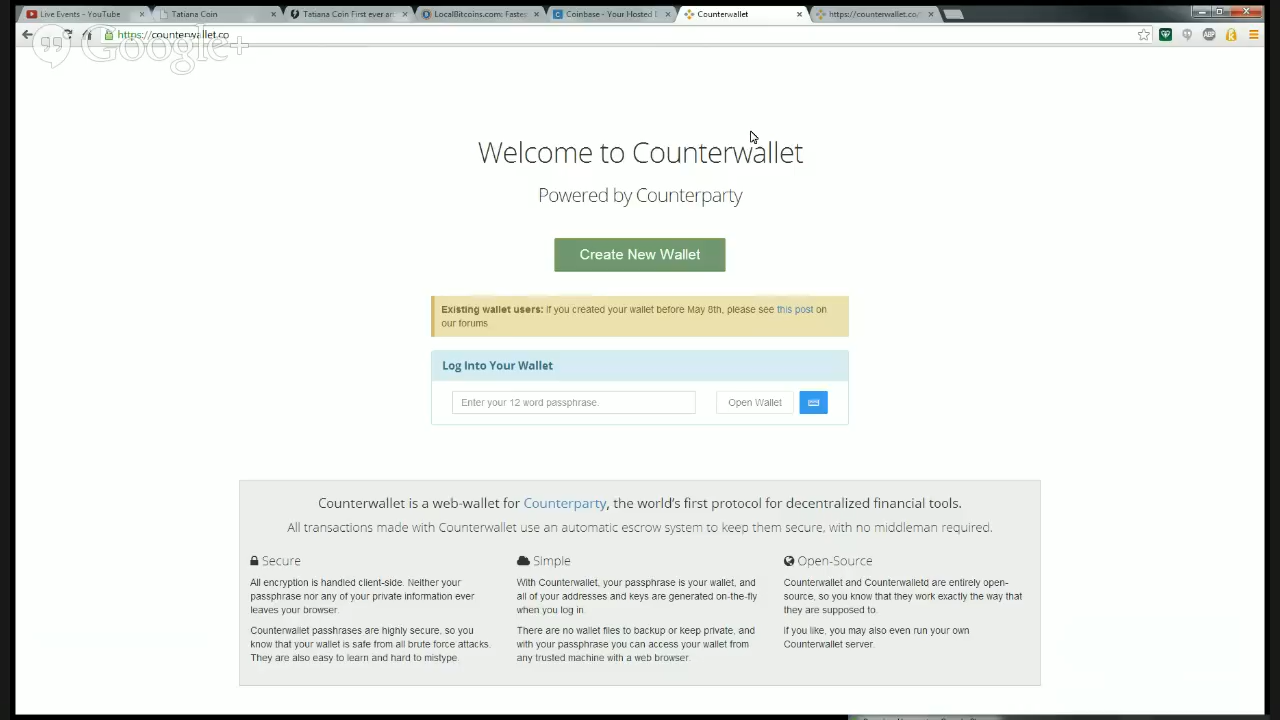 Live Events - YouTube
Tatiana Coin
Tatiana Coin First ever ar
LocalBitcoins.com: Fastes
Coinbase - Your Hosted
Counterwallet
https://counterwallet.co
https://counterwallet.co
Google+
ABP
Welcome to Counterwallet
Powered by Counterparty
Create New Wallet
Existing wallet users: If you created your wallet before May 8th, please see this post on
our forums
Log Into Your Wallet
Enter your 12 word passphrase.
Open Wallet
Counterwallet is a web-wallet for Counterparty, the world's first protocol for decentralized financial tools.
All transactions made with Counterwallet use an automatic escrow system to keep them secure, with no middleman required.
Secure
All encryption is handled client-side. Neither your
passphrase nor any of your private information ever
leaves your browser.
Counterwallet passhrases are highly secure, so you
know that your wallet is safe from all brute force attacks.
They are also easy to learn and hard to mistype.
Simple
With Counterwallet, your passphrase is your wallet, and
all of your addresses and keys are generated on-the-fly
when you log in.
There are no wallet files to backup or keep private, and
with your passphrase you can access your wallet from
any trusted machine with a web browser.
Open-Source
Counterwallet and Counterwalletd are entirely open-
source, so you know that they work exactly the way that
they are supposed to.
If you like, you may also even run your own
Counterwallet server.